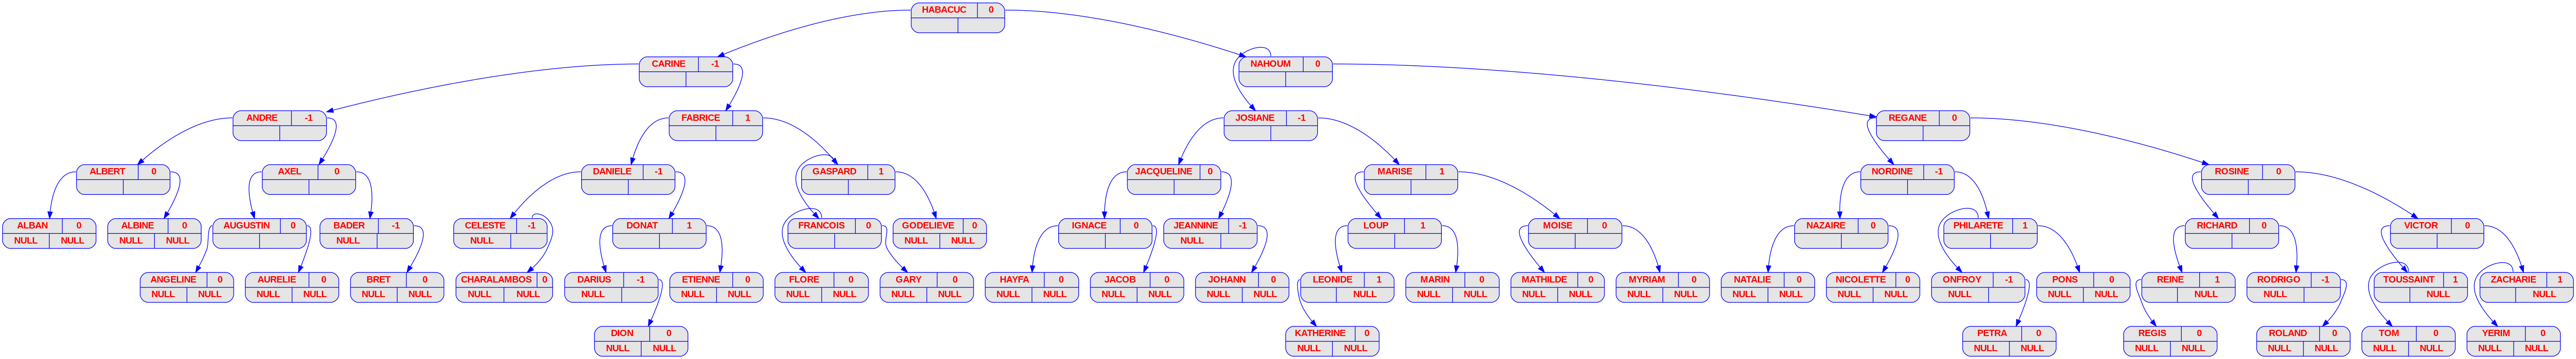 HABACUC 0
CARINE -1 NAHOUM 0
ANDRE -1 FABRICE 1 JOSIANE -1 REGANE 0
ALBERT 0 AXEL 0 DANIELE -1 GASPARD 1 JACQUELINE 0 MARISE 1 NORDINE -1 ROSINE 0
ALBAN 0 ALBINE 0 AUGUSTIN 0 BADER -1 CELESTE -1 DONAT 1 FRANCOIS 0 GODELIEVE 0 IGNACE 0 JEANNINE -1 LOUP 1 MOISE 0 NAZAIRE 0 PHILARETE 1 RICHARD 0 VICTOR 0
NULL NULL NULL NULL NULL NULL NULL NULL NULL
ANGELINE 0 AURELIE 0 BRET 0 CHARALAMBOS 0 DARIUS -1 ETIENNE 0 FLORE 0 GARY 0 HAYFA 0 JACOB 0 JOHANN 0 LEONIDE 1 MARIN 0 MATHILDE 0 MYRIAM 0 NATALIE 0 NICOLETTE 0 ONFROY -1 PONS 0 REINE 1 RODRIGO -1 TOUSSAINT 1 ZACHARIE 1
NULL NULL NULL NULL NULL NULL NULL NULL NULL NULL NULL NULL NULL NULL NULL NULL NULL NULL NULL NULL NULL NULL NULL NULL NULL NULL NULL NULL NULL NULL NULL NULL NULL NULL NULL NULL NULL NULL NULL
DION 0 KATHERINE 0 PETRA 0 REGIS 0 ROLAND 0 TOM 0 YERIM 0
NULL NULL NULL NULL NULL NULL NULL NULL NULL NULL NULL NULL NULL NULL